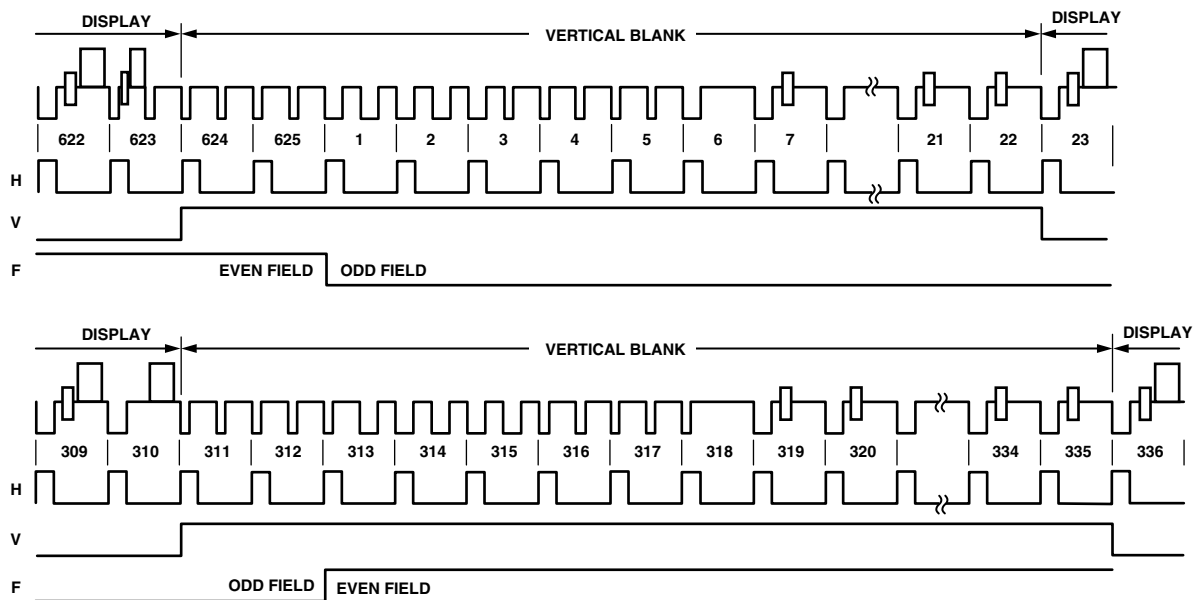 DISPLAY VERTICAL BLANK DISPLAY
622 623 624 625 1 2 3 4 5 6 7 21 22 23
H
V
F EVEN FIELD ODD FIELD
DISPLAY VERTICAL BLANK DISPLAY
309 310 311 312 313 314 315 316 317 318 319 320 334 335 336
H
V
F ODD FIELD EVEN FIELD